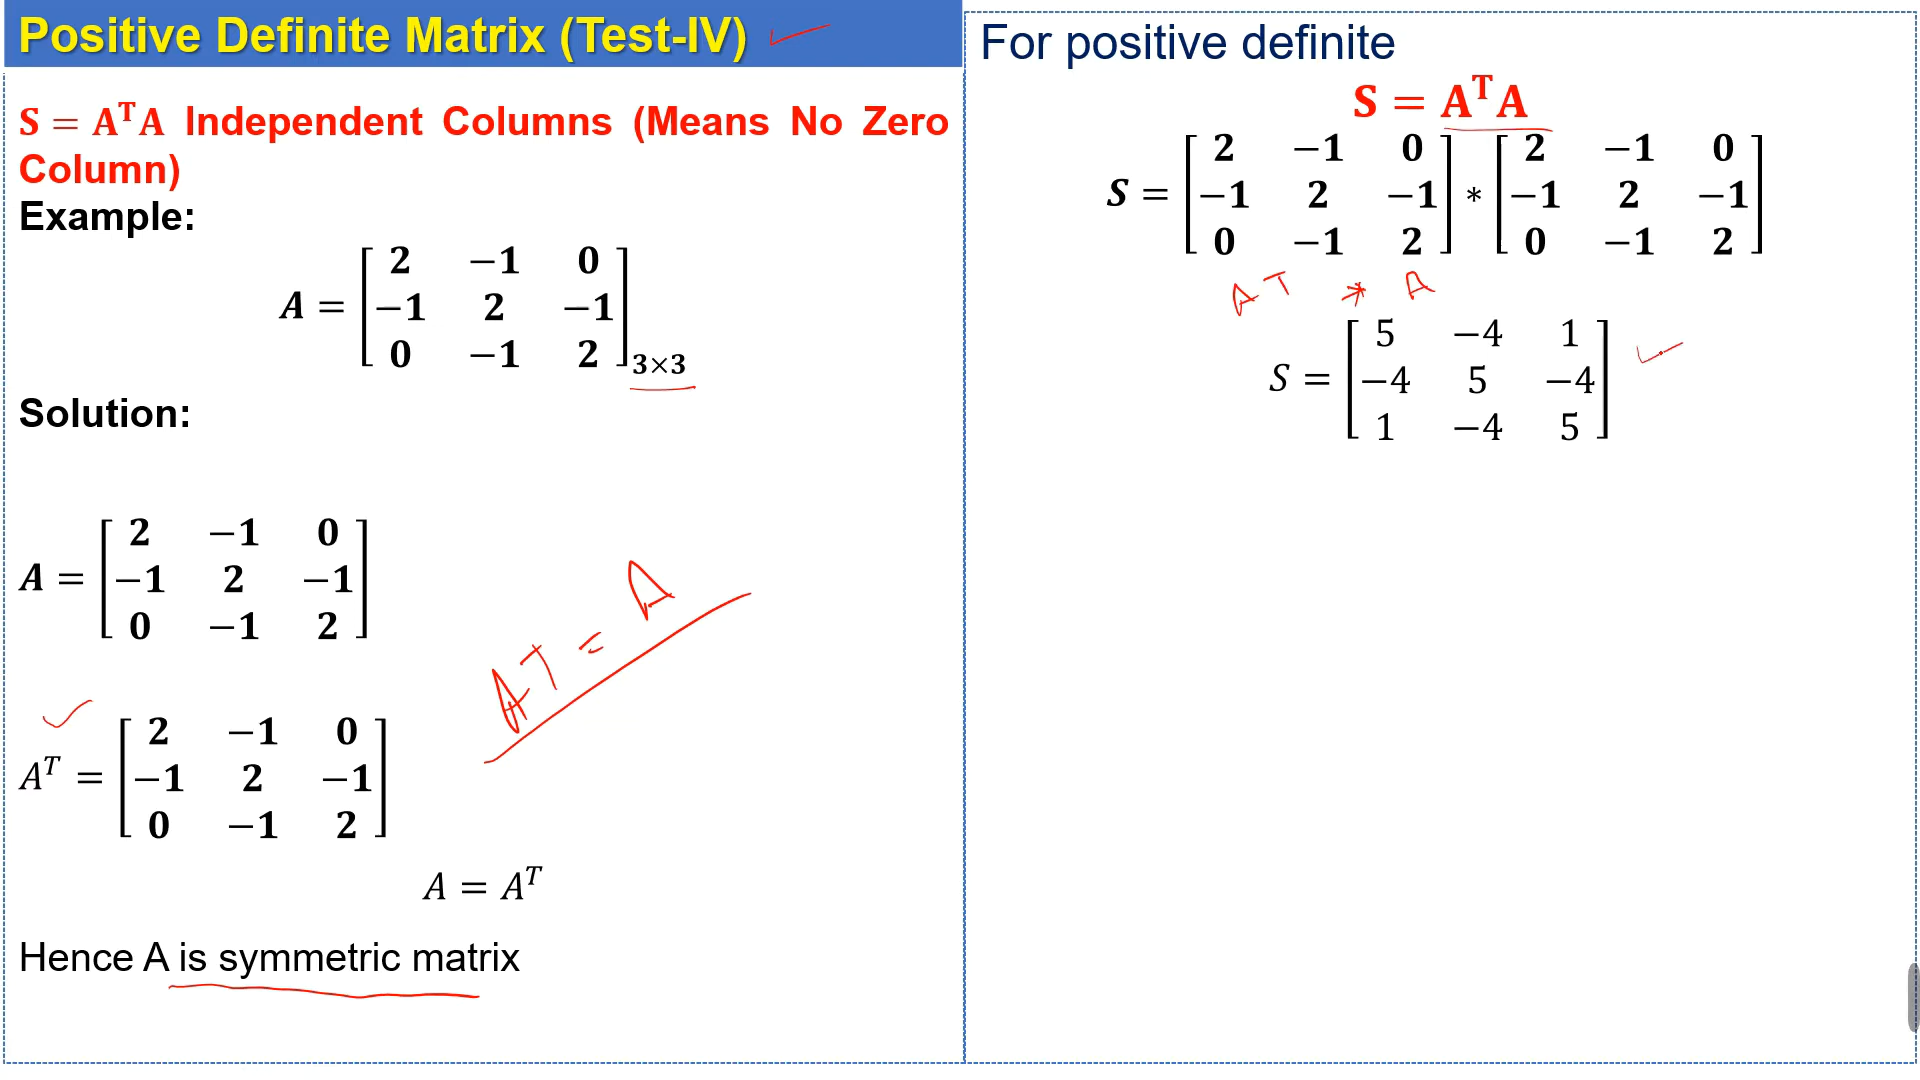 Positive Definite Matrix (Test-IV)
S = AᵀA Independent Columns (Means No Zero
Column)
Example:
A = [2 −1 0
−1 2 −1
0 −1 2]₃ₓ₃
Solution:
A = [2 −1 0
−1 2 −1
0 −1 2]
Aᵀ = [2 −1 0
−1 2 −1
0 −1 2]
AT = A
A = Aᵀ
Hence A is symmetric matrix
For positive definite
S = AᵀA
S = [2 −1 0
−1 2 −1
0 −1 2] * [2 −1 0
−1 2 −1
0 −1 2]
AT * A
S = [5 −4 1
−4 5 −4
1 −4 5]